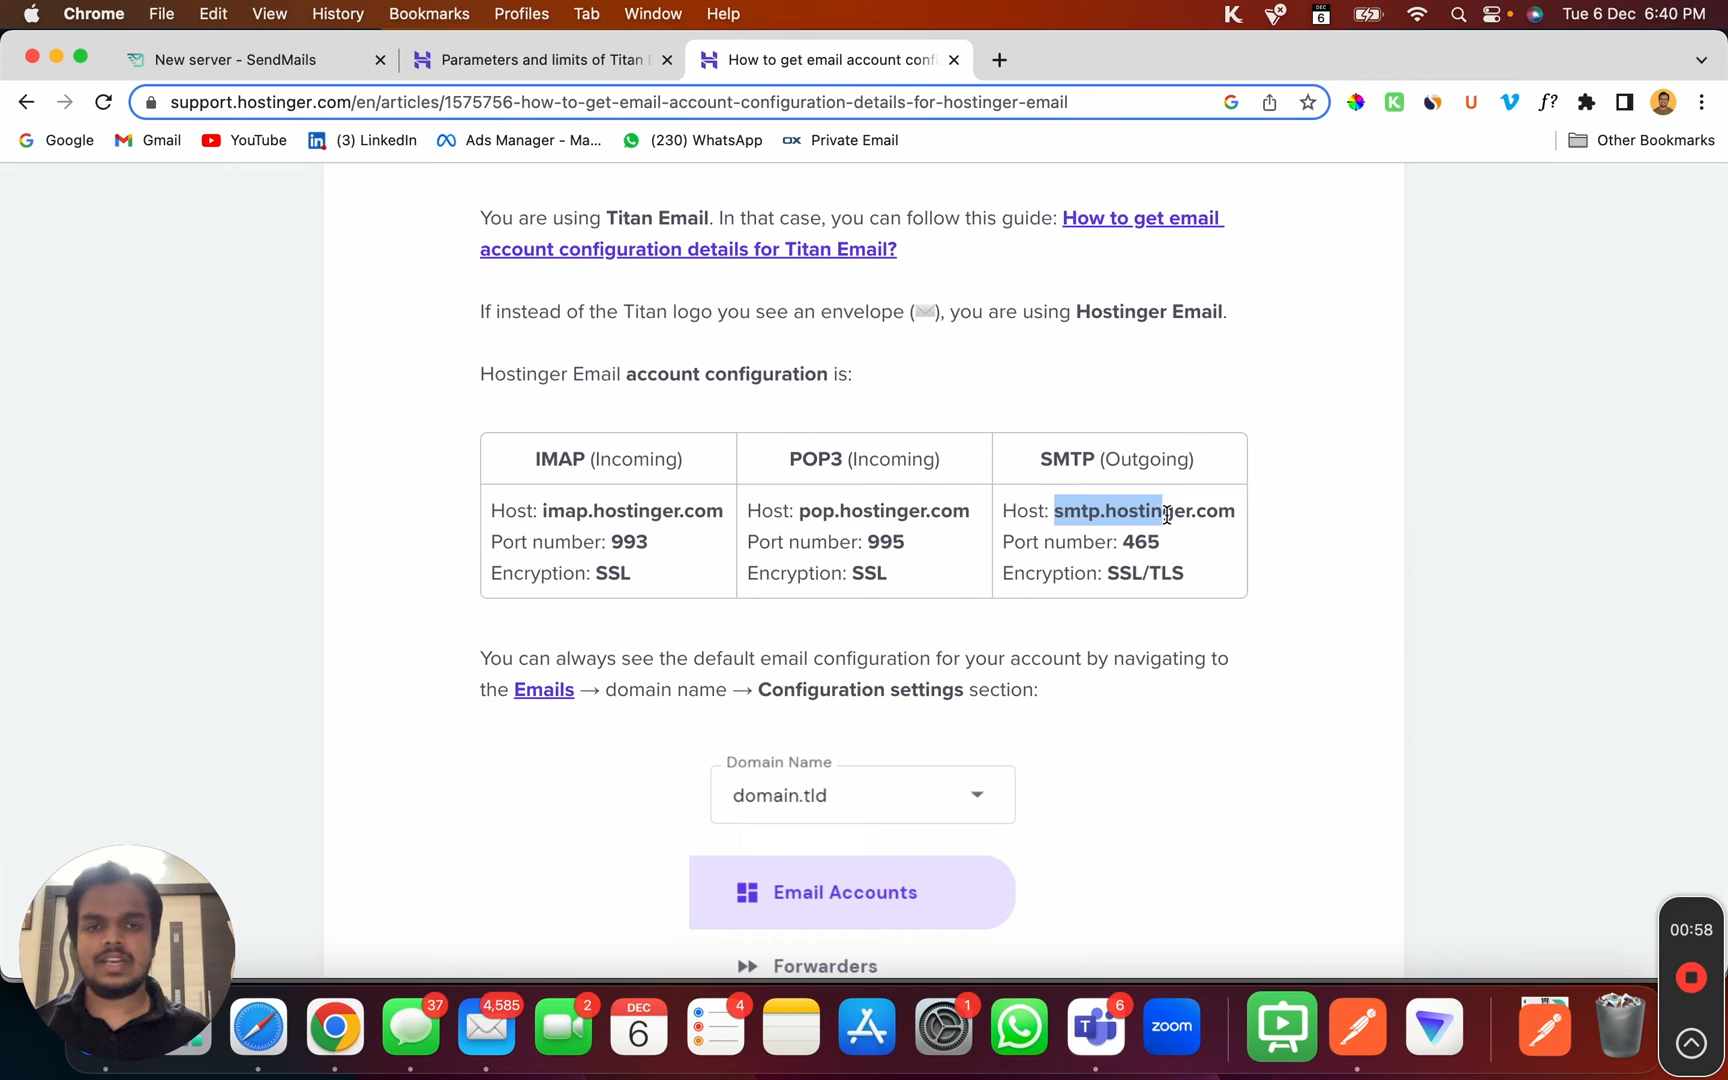 Chrome File Edit View History Bookmarks Profiles Tab Window Help
DEC 6
Tue 6 Dec 6:40 PM
New server - SendMails
Parameters and limits of Titan E
How to get email account confi
support.hostinger.com/en/articles/1575756-how-to-get-email-account-configuration-details-for-hostinger-email
Google Gmail YouTube (3) LinkedIn Ads Manager - Ma... (230) WhatsApp OX Private Email Other Bookmarks
You are using Titan Email. In that case, you can follow this guide: How to get email
account configuration details for Titan Email?
If instead of the Titan logo you see an envelope (✉️), you are using Hostinger Email.
Hostinger Email account configuration is:
IMAP (Incoming) POP3 (Incoming) SMTP (Outgoing)
Host: imap.hostinger.com Host: pop.hostinger.com Host: smtp.hostinger.com
Port number: 993 Port number: 995 Port number: 465
Encryption: SSL Encryption: SSL Encryption: SSL/TLS
You can always see the default email configuration for your account by navigating to
the Emails → domain name → Configuration settings section:
Domain Name
domain.tld
Email Accounts
Forwarders
00:58
37 4,585 2 DEC 6 4 1 6 zoom